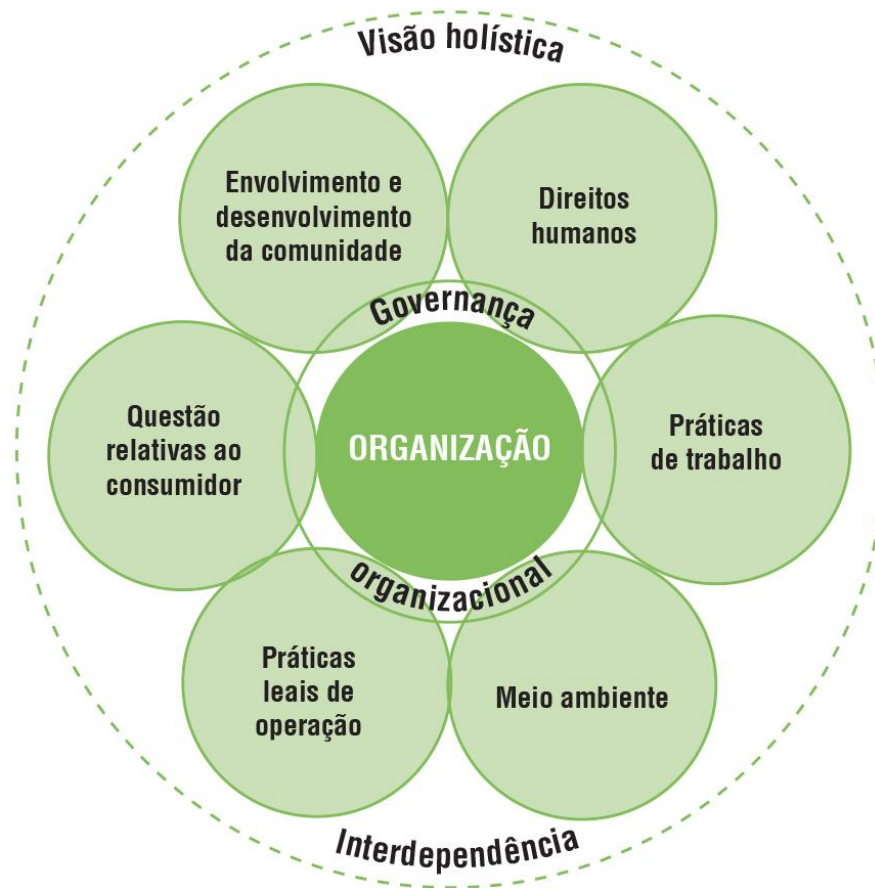 Visão holística
Envolvimento e
desenvolvimento
da comunidade
Direitos
humanos
Governança
Questão
relativas ao
consumidor
ORGANIZAÇÃO
Práticas
de trabalho
organizacional
Práticas
leais de
operação
Meio ambiente
Interdependência